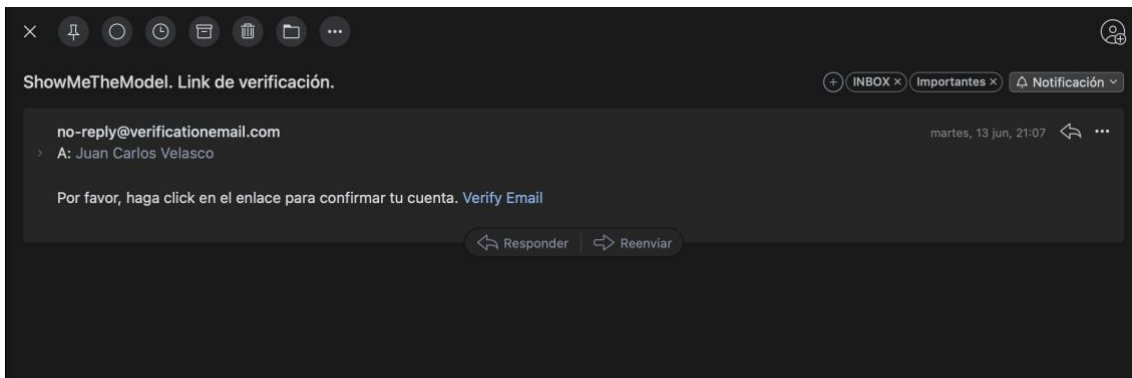 ShowMeTheModel. Link de verificación.
INBOX ×
Importantes ×
Notificación
no-reply@verificationemail.com
martes, 13 jun, 21:07
A: Juan Carlos Velasco
Por favor, haga click en el enlace para confirmar tu cuenta. Verify Email
Responder
Reenviar